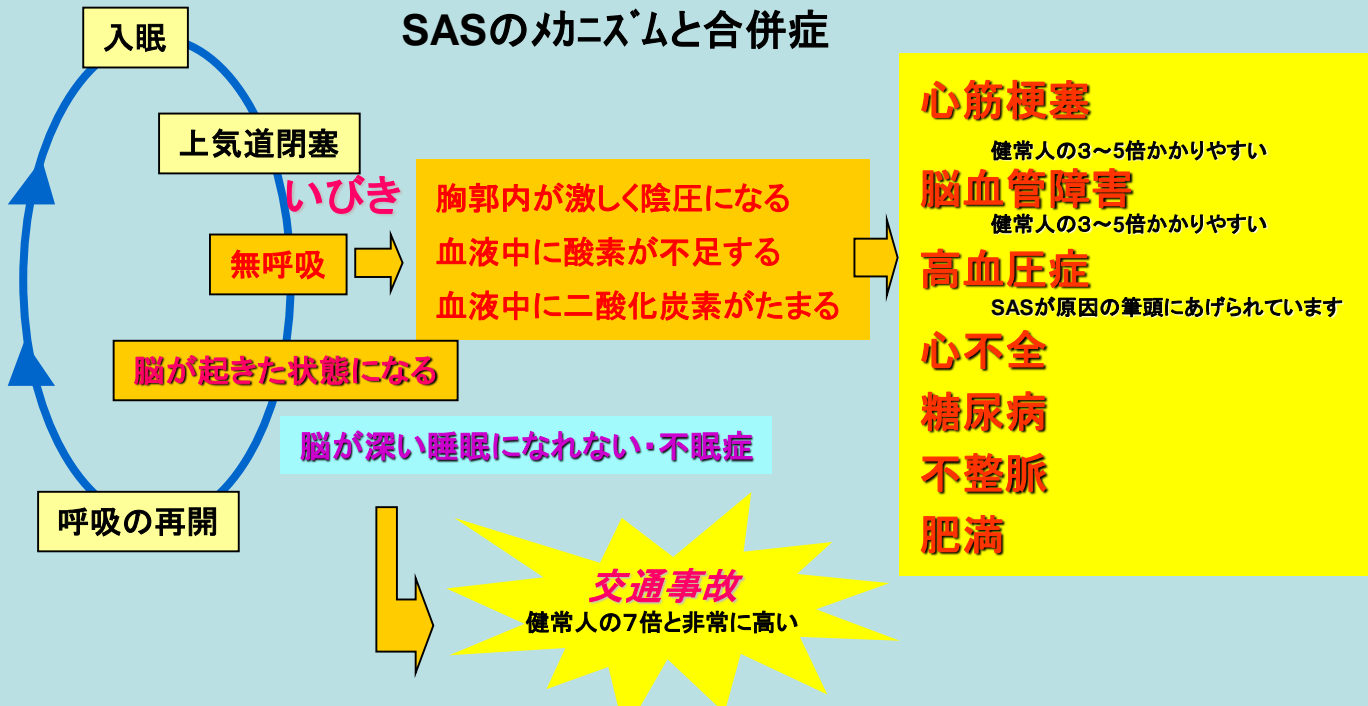 SASのﾒｶﾆｽﾞﾑと合併症
入眠
上気道閉塞
いびき
無呼吸
脳が起きた状態になる
呼吸の再開
胸郭内が激しく陰圧になる
血液中に酸素が不足する
血液中に二酸化炭素がたまる
脳が深い睡眠になれない・不眠症
交通事故
健常人の7倍と非常に高い
心筋梗塞
健常人の3～5倍かかりやすい
脳血管障害
健常人の3～5倍かかりやすい
高血圧症
SASが原因の筆頭にあげられています
心不全
糖尿病
不整脈
肥満